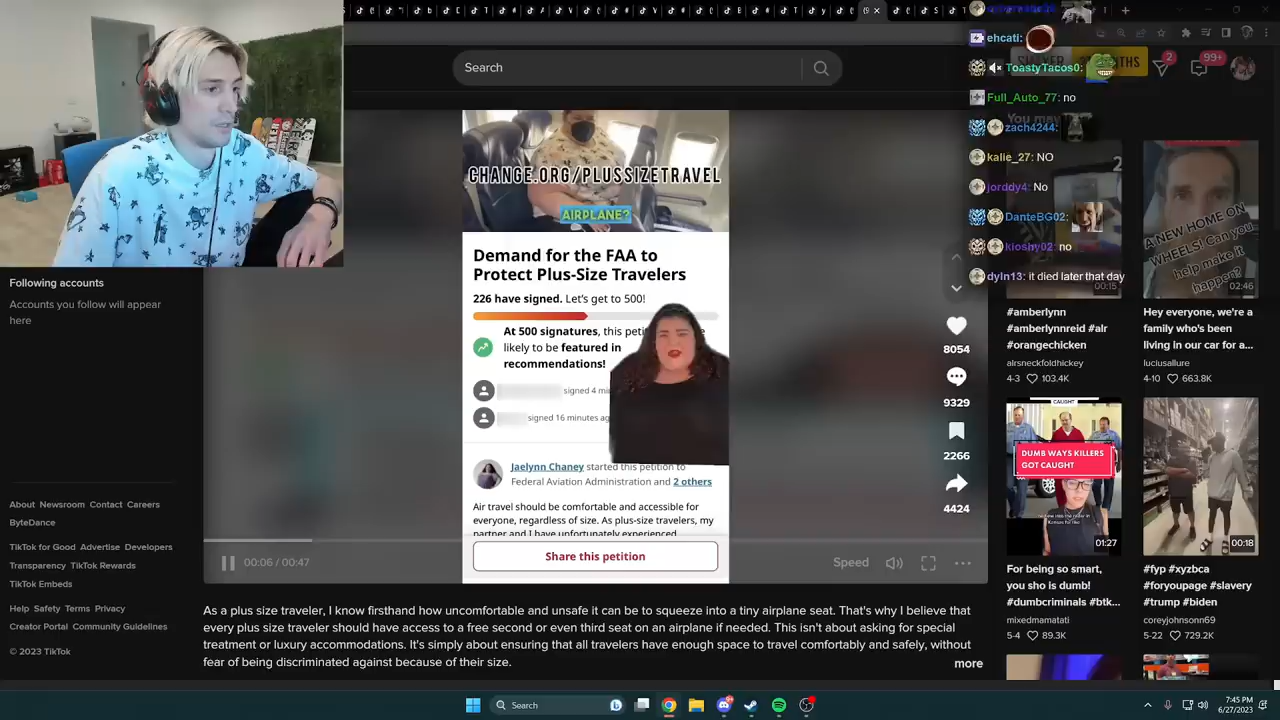 Search
ehcati:
ToastyTacos0:
2
99+
Full_Auto_77: no
You may
zach4244:
kalie_27: NO
jorddy4: No
DanteBG02:
kioshy02: no
dyln13: it died later that day
CHANGE.ORG/PLUSSIZETRAVEL
AIRPLANE?
Demand for the FAA to
Protect Plus-Size Travelers
226 have signed. Let's get to 500!
At 500 signatures, this
likely to be featured in
recommendations!
signed 4
signed 16 minutes
Jaelynn Chaney started this petition to
Federal Aviation Administration and 2 others
Air travel should be comfortable and accessible for
everyone, regardless of size. As plus-size travelers, my
partner and I have unfortunately experienced
Share this petition
00:06 / 00:47
Speed
8054
9329
2266
4424
Following accounts
Accounts you follow will appear
here
About Newsroom Contact Careers
ByteDance
TikTok for Good Advertise Developers
Transparency TikTok Rewards
TikTok Embeds
Help Safety Terms Privacy
Creator Portal Community Guidelines
© 2023 TikTok
As a plus size traveler, I know firsthand how uncomfortable and unsafe it can be to squeeze into a tiny airplane seat. That's why I believe that
every plus size traveler should have access to a free second or even third seat on an airplane if needed. This isn't about asking for special
treatment or luxury accommodations. It's simply about ensuring that all travelers have enough space to travel comfortably and safely, without
fear of being discriminated against because of their size.
more
2
00:15
#amberlynn
#amberlynnreid #alr
#orangechicken
alrsneckfoldhickey
4-3 103.4K
A NEW HOME ON
WHEELS! Can you
help make it
happen?
02:46
Hey everyone, we're a
family who's been
living in our car for a...
luciusallure
4-10 663.8K
CAUGHT
DUMB WAYS KILLERS
GOT CAUGHT
01:27
For being so smart,
you sho is dumb!
#dumbcriminals #btk...
mixedmamatati
5-4 89.3K
00:18
#fyp #xyzbca
#foryoupage #slavery
#trump #biden
coreyjohnsonn69
5-22 729.2K
Search
7:45 PM
6/27/2023